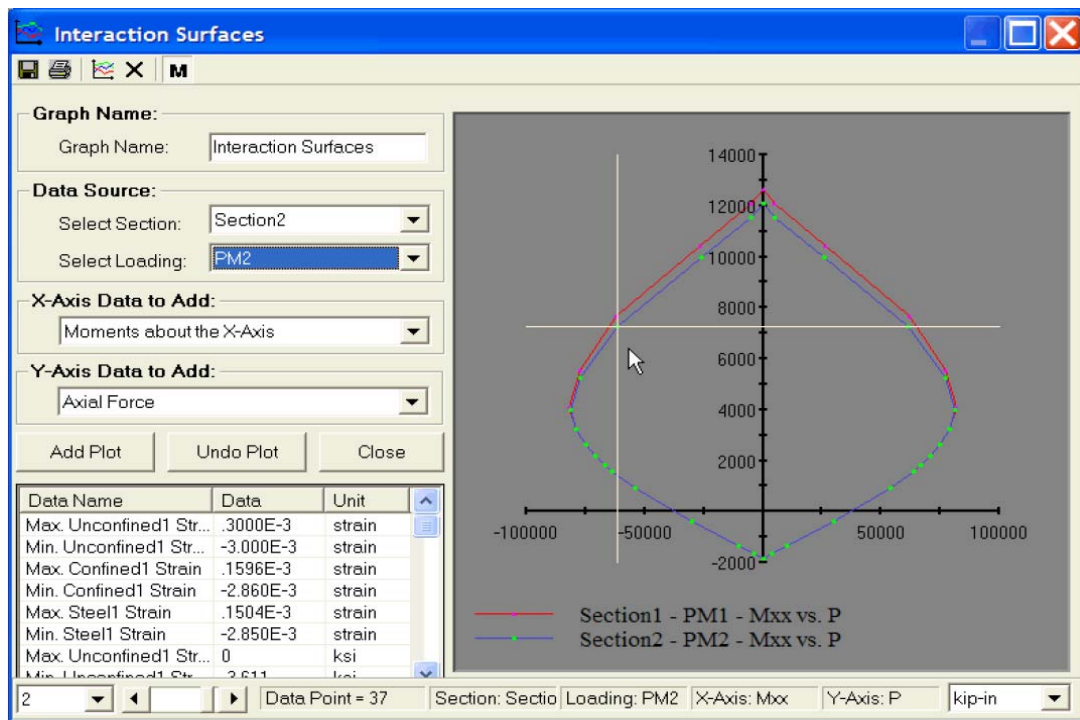 Interaction Surfaces
M
Graph Name:
Graph Name: Interaction Surfaces
Data Source:
Select Section: Section2
Select Loading: PM2
X-Axis Data to Add:
Moments about the X-Axis
Y-Axis Data to Add:
Axial Force
Add Plot Undo Plot Close
Data Name Data Unit
Max. Unconfined1 Str... .3000E-3 strain
Min. Unconfined1 Str... -3.000E-3 strain
Max. Confined1 Strain .1596E-3 strain
Min. Confined1 Strain -2.860E-3 strain
Max. Steel1 Strain .1504E-3 strain
Min. Steel1 Strain -2.850E-3 strain
Max. Unconfined1 Str... 0 ksi
Min. Unconfined1 Str... -3.611 ksi
14000
12000
10000
8000
6000
4000
2000
-100000 -50000 50000 100000
-2000
Section1 - PM1 - Mxx vs. P
Section2 - PM2 - Mxx vs. P
2 Data Point = 37 Section: Sectio Loading: PM2 X-Axis: Mxx Y-Axis: P kip-in